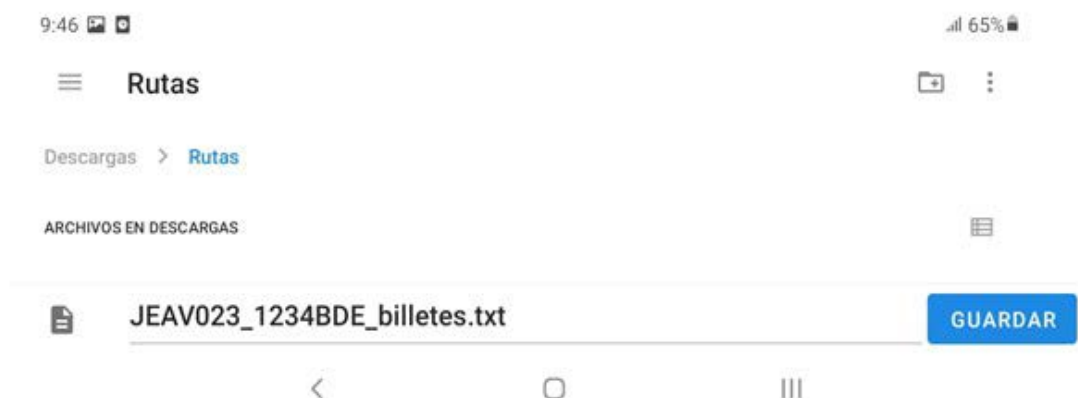 9:46 65%
Rutas
Descargas > Rutas
ARCHIVOS EN DESCARGAS
JEAV023_1234BDE_billetes.txt GUARDAR